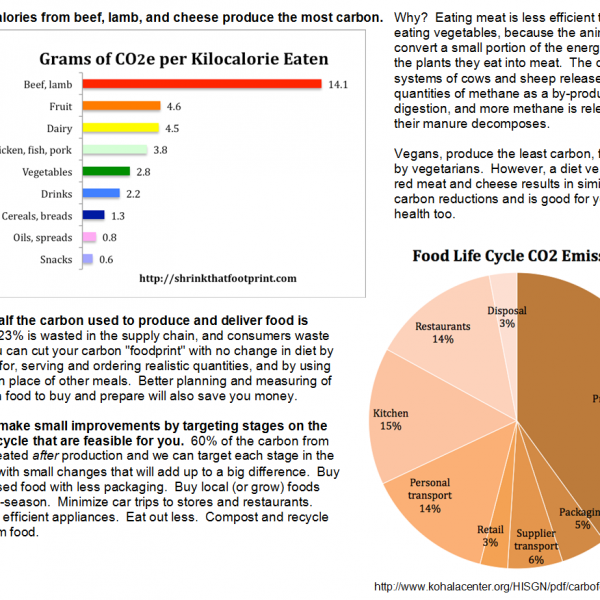 alories from beef, lamb, and cheese produce the most carbon.
Grams of CO2e per Kilocalorie Eaten
Beef, lamb 14.1
Fruit 4.6
Dairy 4.5
icken, fish, pork 3.8
Vegetables 2.8
Drinks 2.2
Cereals, breads 1.3
Oils, spreads 0.8
Snacks 0.6
http://shrinkthatfootprint.com
alf the carbon used to produce and deliver food is
23% is wasted in the supply chain, and consumers waste
u can cut your carbon "foodprint" with no change in diet by
for, serving and ordering realistic quantities, and by using
n place of other meals.  Better planning and measuring of
food to buy and prepare will also save you money.
make small improvements by targeting stages on the
cycle that are feasible for you.  60% of the carbon from
eated after production and we can target each stage in the
with small changes that will add up to a big difference.  Buy
sed food with less packaging.  Buy local (or grow) foods
-season.  Minimize car trips to stores and restaurants.
efficient appliances.  Eat out less.  Compost and recycle
m food.
Why?  Eating meat is less efficient t
eating vegetables, because the anin
convert a small portion of the energ
the plants they eat into meat.  The d
systems of cows and sheep release
quantities of methane as a by-produ
digestion, and more methane is rele
their manure decomposes.
Vegans, produce the least carbon, f
by vegetarians.  However, a diet ve
red meat and cheese results in simi
carbon reductions and is good for yo
health too.
Food Life Cycle CO2 Emiss
Disposal
3%
Restaurants
14%
Kitchen
15%
Personal
transport
14%
Retail
3%
Supplier
transport
6%
Packaging
5%
P
http://www.kohalacenter.org/HISGN/pdf/carbofo